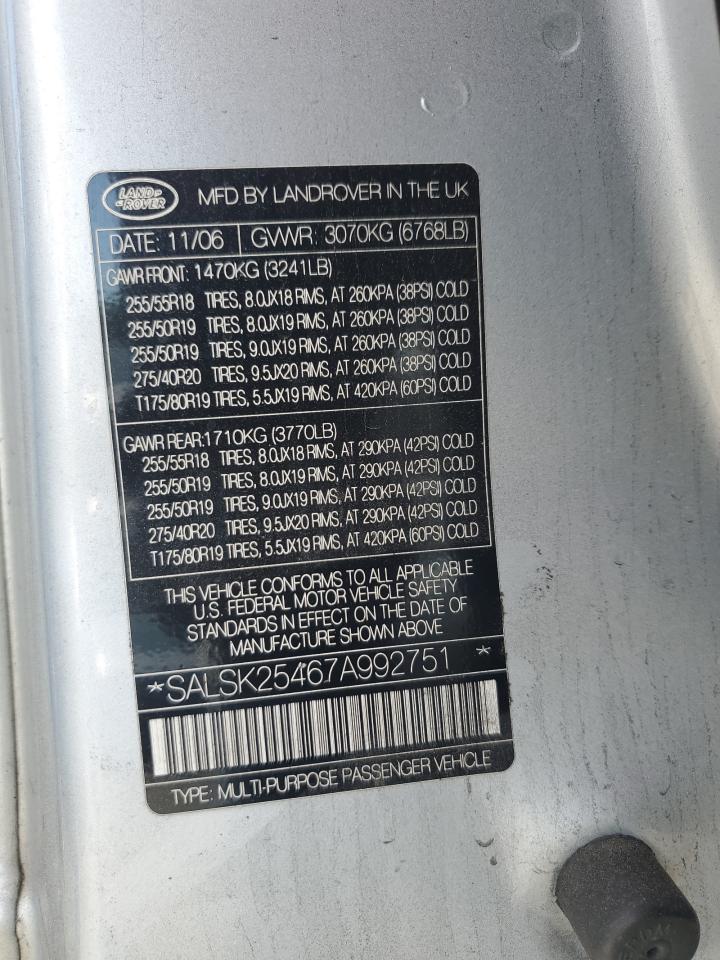 LAND ROVER MFD BY LANDROVER IN THE UK
DATE: 11/06 GVWR: 3070KG (6768LB)
GAWR FRONT: 1470KG (3241LB)
255/55R18 TIRES, 8.0JX18 RIMS, AT 260KPA (38PSI) COLD
255/50R19 TIRES, 8.0JX19 RIMS, AT 260KPA (38PSI) COLD
255/50R19 TIRES, 9.0JX19 RIMS, AT 260KPA (38PSI) COLD
275/40R20 TIRES, 9.5JX20 RIMS, AT 260KPA (38PSI) COLD
T175/80R19 TIRES, 5.5JX19 RIMS, AT 420KPA (60PSI) COLD
GAWR REAR:1710KG (3770LB)
255/55R18 TIRES, 8.0JX18 RIMS, AT 290KPA (42PSI) COLD
255/50R19 TIRES, 8.0JX19 RIMS, AT 290KPA (42PSI) COLD
255/50R19 TIRES, 9.0JX19 RIMS, AT 290KPA (42PSI) COLD
275/40R20 TIRES, 9.5JX20 RIMS, AT 290KPA (42PSI) COLD
T175/80R19 TIRES, 5.5JX19 RIMS, AT 420KPA (60PSI) COLD
THIS VEHICLE CONFORMS TO ALL APPLICABLE
U.S. FEDERAL MOTOR VEHICLE SAFETY
STANDARDS IN EFFECT ON THE DATE OF
MANUFACTURE SHOWN ABOVE
*SALSK25467A992751 *
TYPE: MULTI-PURPOSE PASSENGER VEHICLE